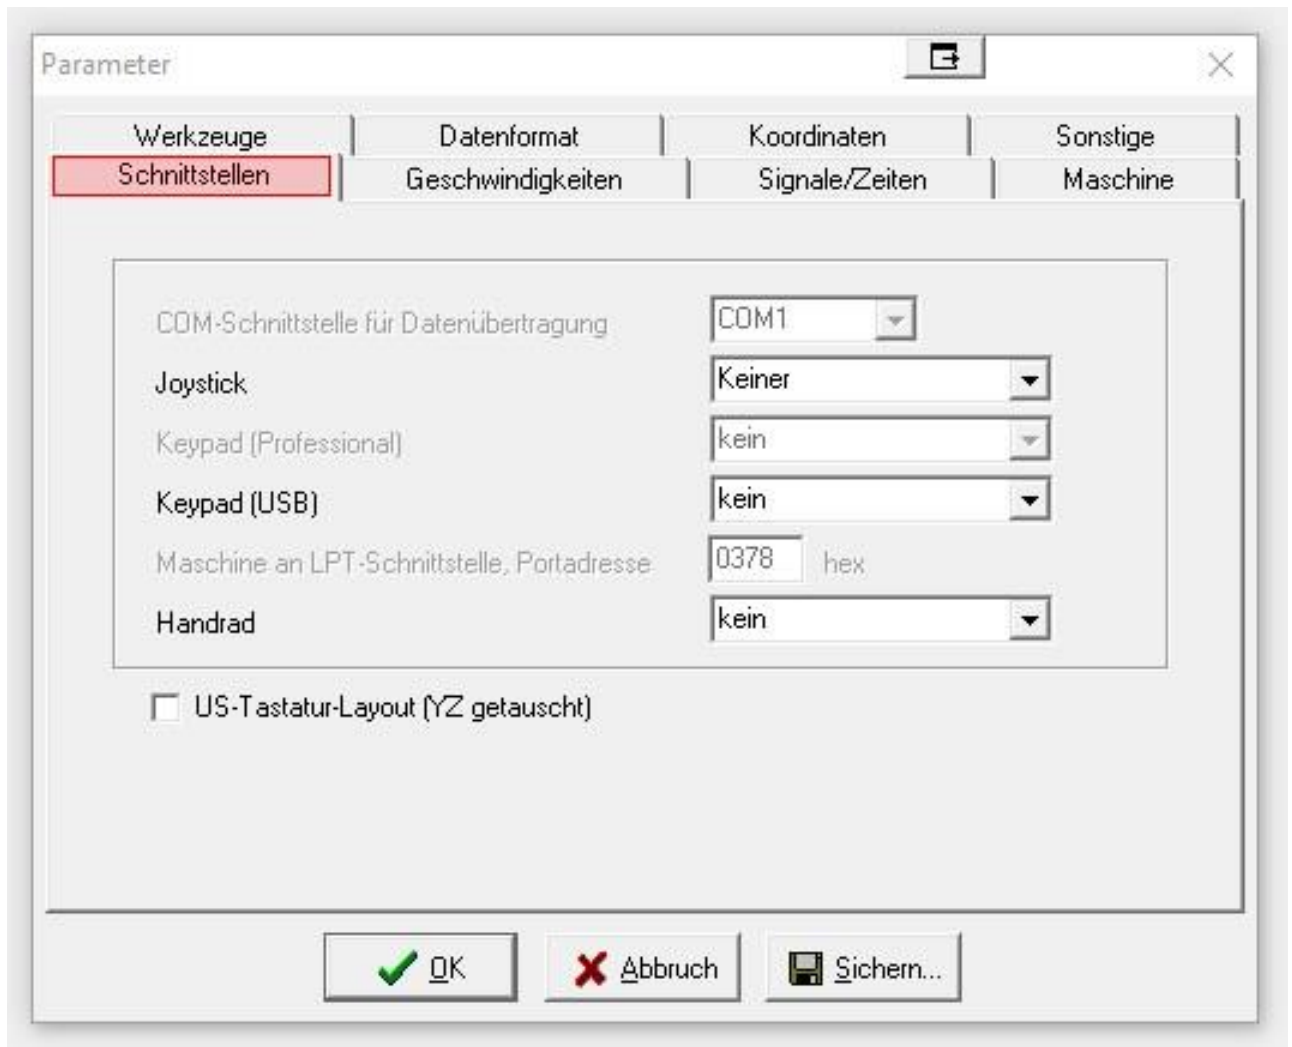 Parameter
Werkzeuge Datenformat Koordinaten Sonstige
Schnittstellen Geschwindigkeiten Signale/Zeiten Maschine
COM-Schnittstelle für Datenübertragung COM1
Joystick Keiner
Keypad (Professional) kein
Keypad (USB) kein
Maschine an LPT-Schnittstelle, Portadresse 0378 hex
Handrad kein
US-Tastatur-Layout (YZ getauscht)
OK Abbruch Sichern...